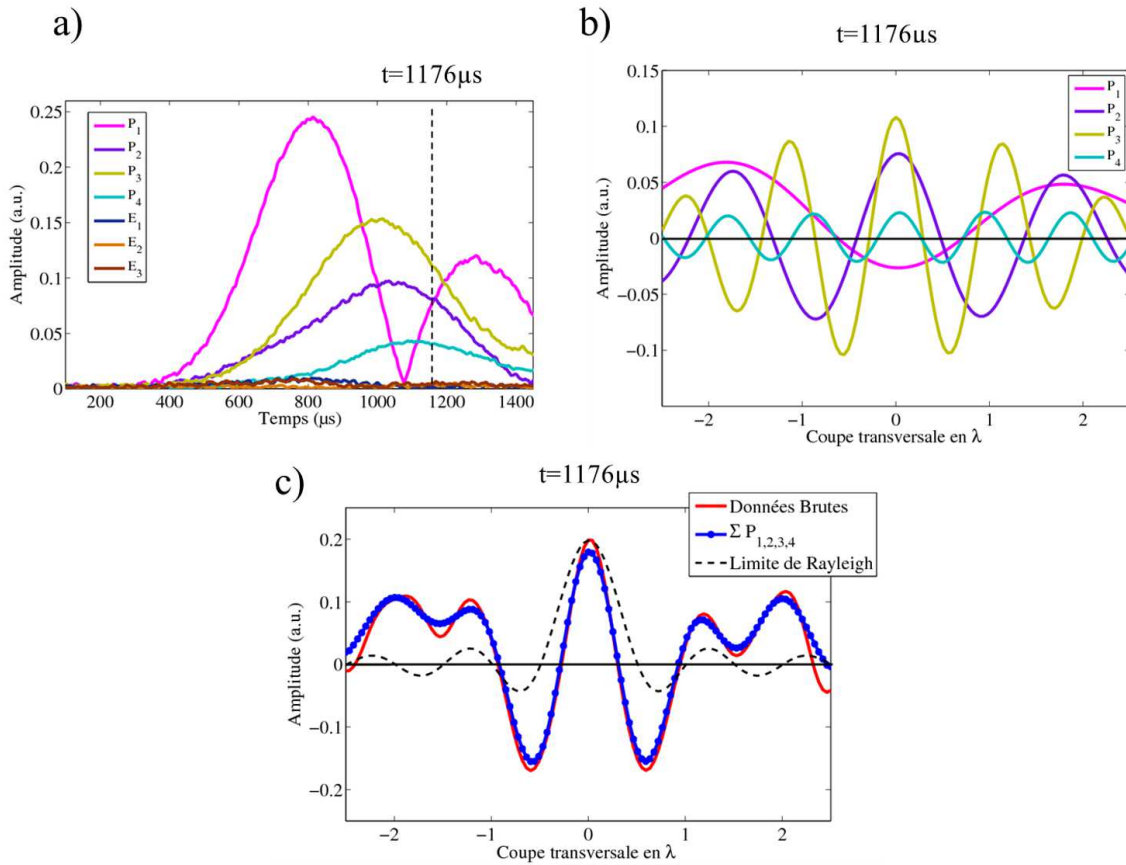 a)
t=1176µs
Amplitude (a.u.)
0.25
0.2
0.15
0.1
0.05
0
P1
P2
P3
P4
E1
E2
E3
200
400
600
800
1000
1200
1400
Temps (µs)
b)
t=1176µs
Amplitude (a.u.)
0.15
0.1
0.05
0
−0.05
−0.1
P1
P2
P3
P4
−2
−1
0
1
2
Coupe transversale en λ
c)
t=1176µs
Amplitude (a.u.)
0.2
0.1
0
−0.1
−0.2
Données Brutes
Σ P1,2,3,4
Limite de Rayleigh
−2
−1
0
1
2
Coupe transversale en λ